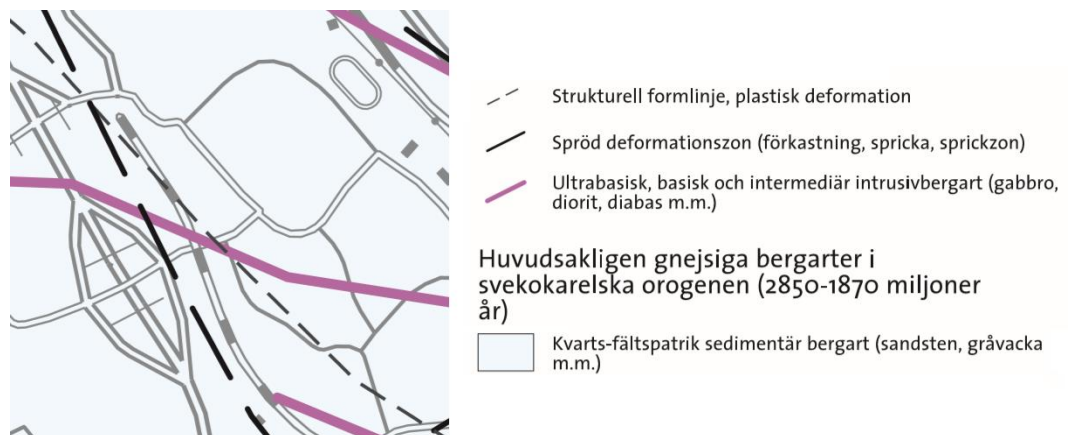 Strukturell formlinje, plastisk deformation
Spröd deformationszon (förkastning, spricka, sprickzon)
Ultrabasisk, basisk och intermediär intrusivbergart (gabbro,
diorit, diabas m.m.)
Huvudsakligen gnejsiga bergarter i
svekokarelska orogenen (2850-1870 miljoner
år)
Kvarts-fältspatrik sedimentär bergart (sandsten, gråvacka
m.m.)